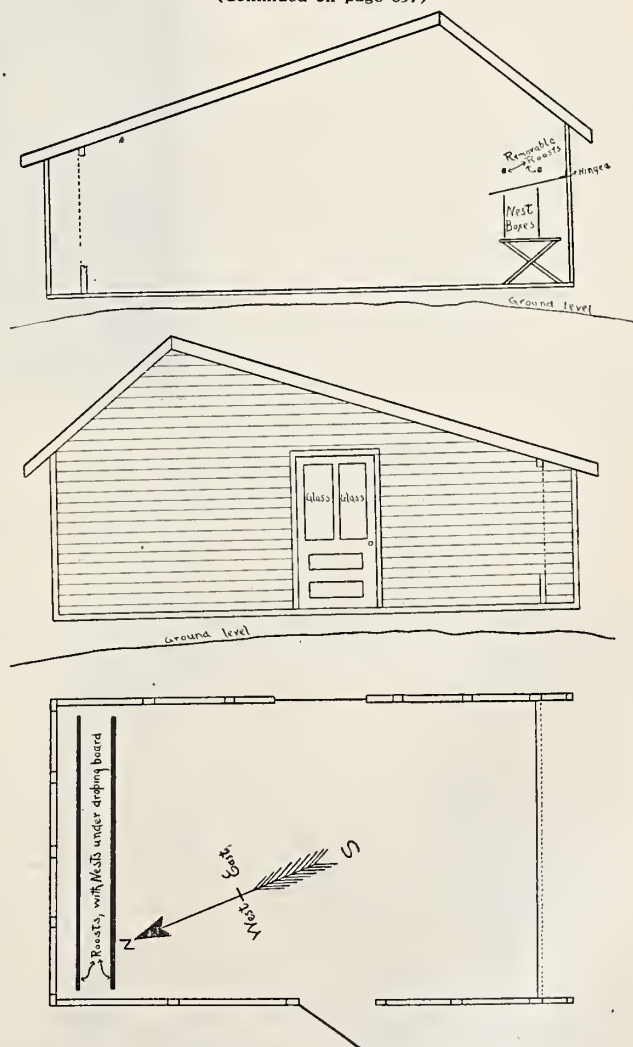 (Continued on page 697)
Removable
Roosts
Hinges
Nest
Boxes
Ground level
Glass
Glass
Ground level
Roosts, with Nests under droping board
East.
West
N
S